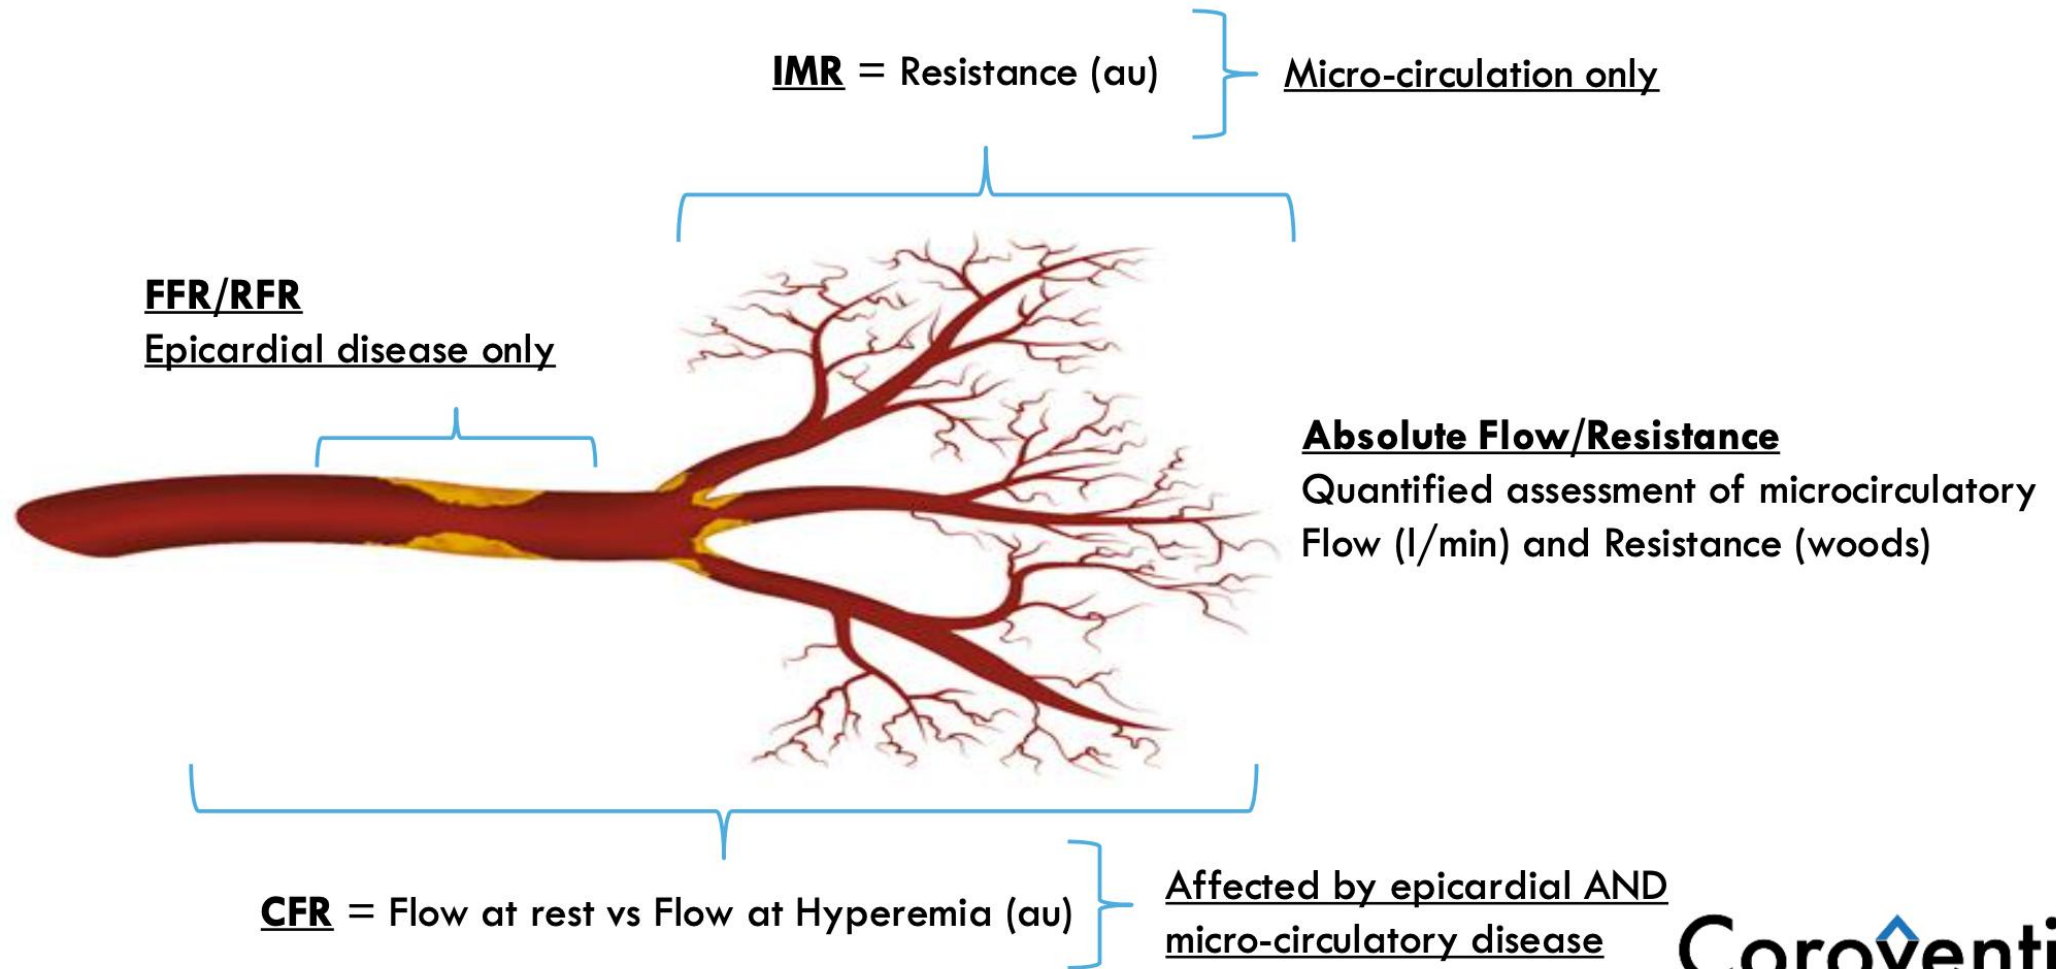 IMR = Resistance (au)
Micro-circulation only
FFR/RFR
Epicardial disease only
Absolute Flow/Resistance
Quantified assessment of microcirculatory
Flow (l/min) and Resistance (woods)
CFR = Flow at rest vs Flow at Hyperemia (au)
Affected by epicardial AND
micro-circulatory disease